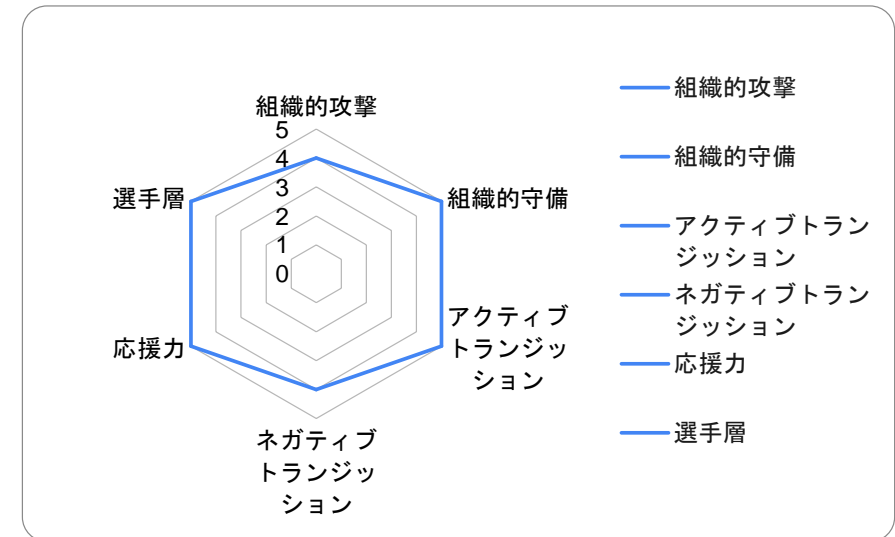 組織的攻撃
5
4
3
2
1
0
選手層
組織的守備
応援力
アクティブ
トランジッ
ション
ネガティブ
トランジッ
ション
組織的攻撃
組織的守備
アクティブトラン
ジッション
ネガティブトラン
ジッション
応援力
選手層